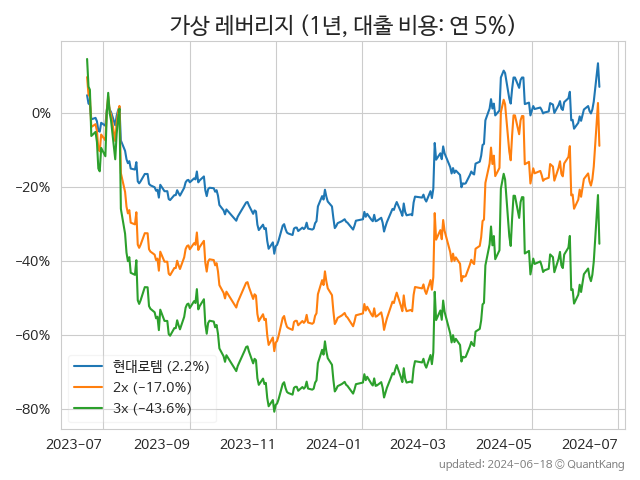 가상 레버리지 (1년, 대출 비용: 연 5%)
0%
−20%
−40%
−60%
−80%
현대로템 (2.2%)
2x (−17.0%)
3x (−43.6%)
2023-07 2023-09 2023-11 2024-01 2024-03 2024-05 2024-07
updated: 2024-06-18 ⓒ QuantKang